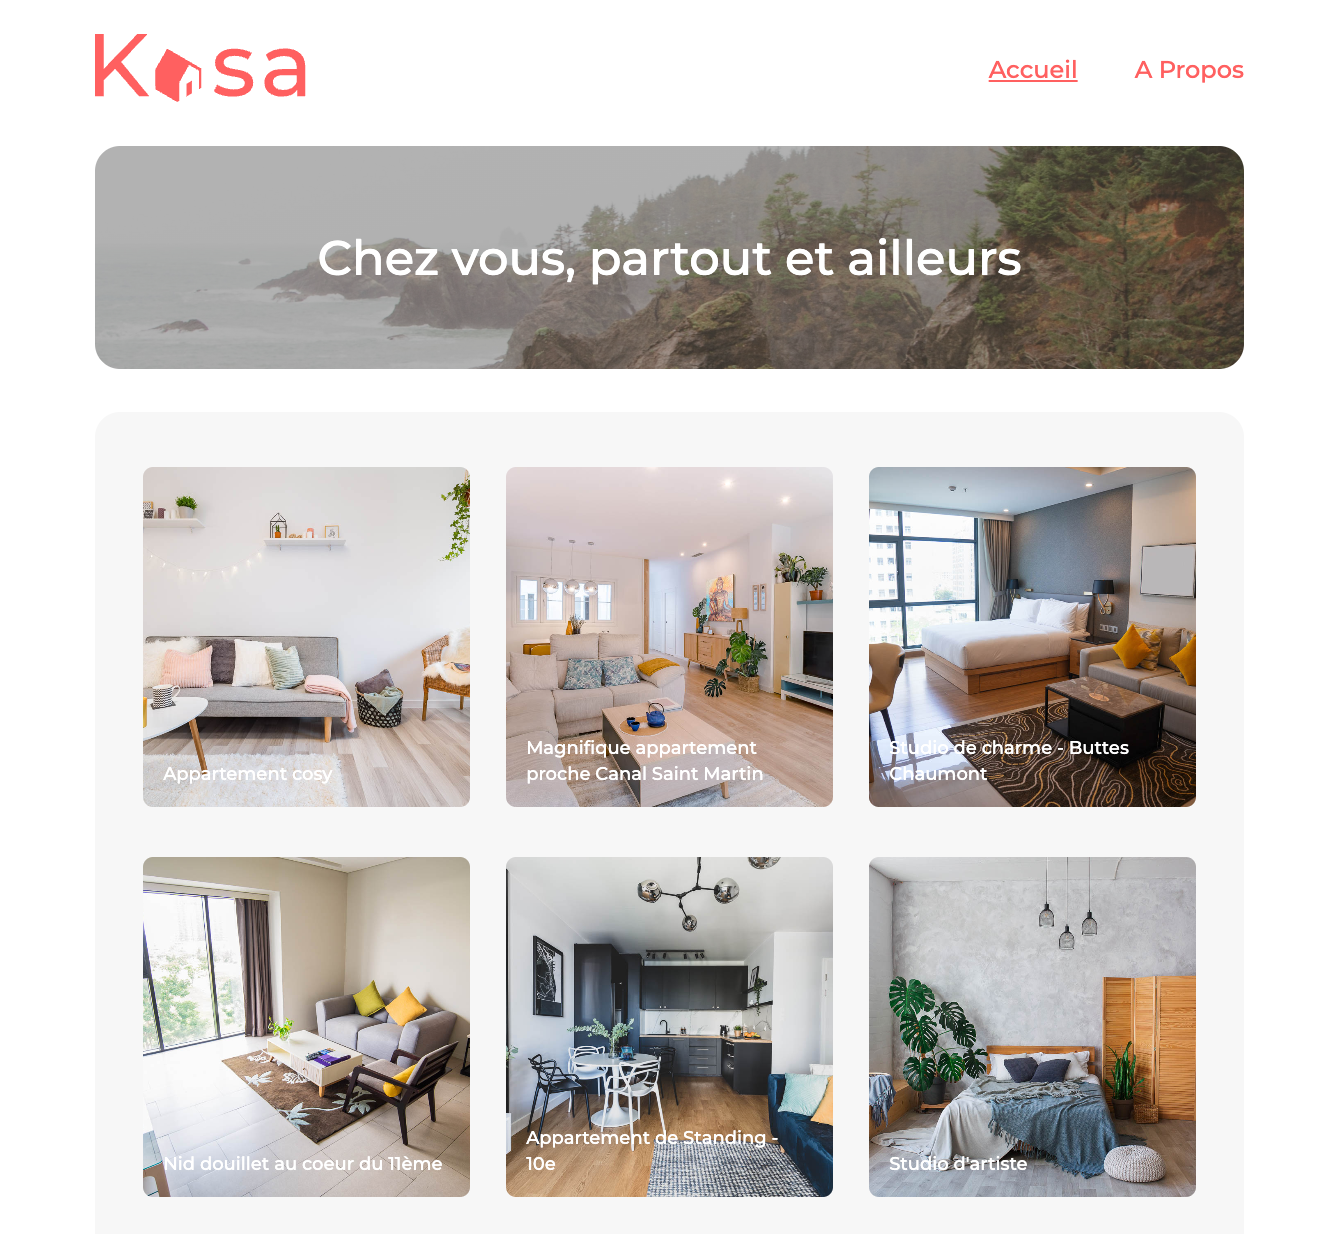 Kosa
Accueil
A Propos
Chez vous, partout et ailleurs
Appartement cosy
Magnifique appartement
proche Canal Saint Martin
Studio de charme - Buttes
Chaumont
Nid douillet au coeur du 11ème
Appartement de Standing -
10e
Studio d'artiste